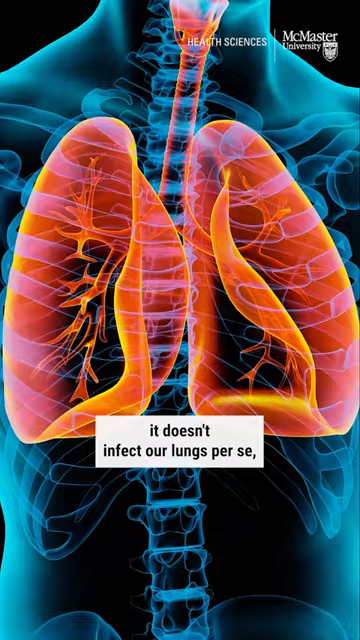 HEALTH SCIENCES
McMaster
University
it doesn't
infect our lungs per se,